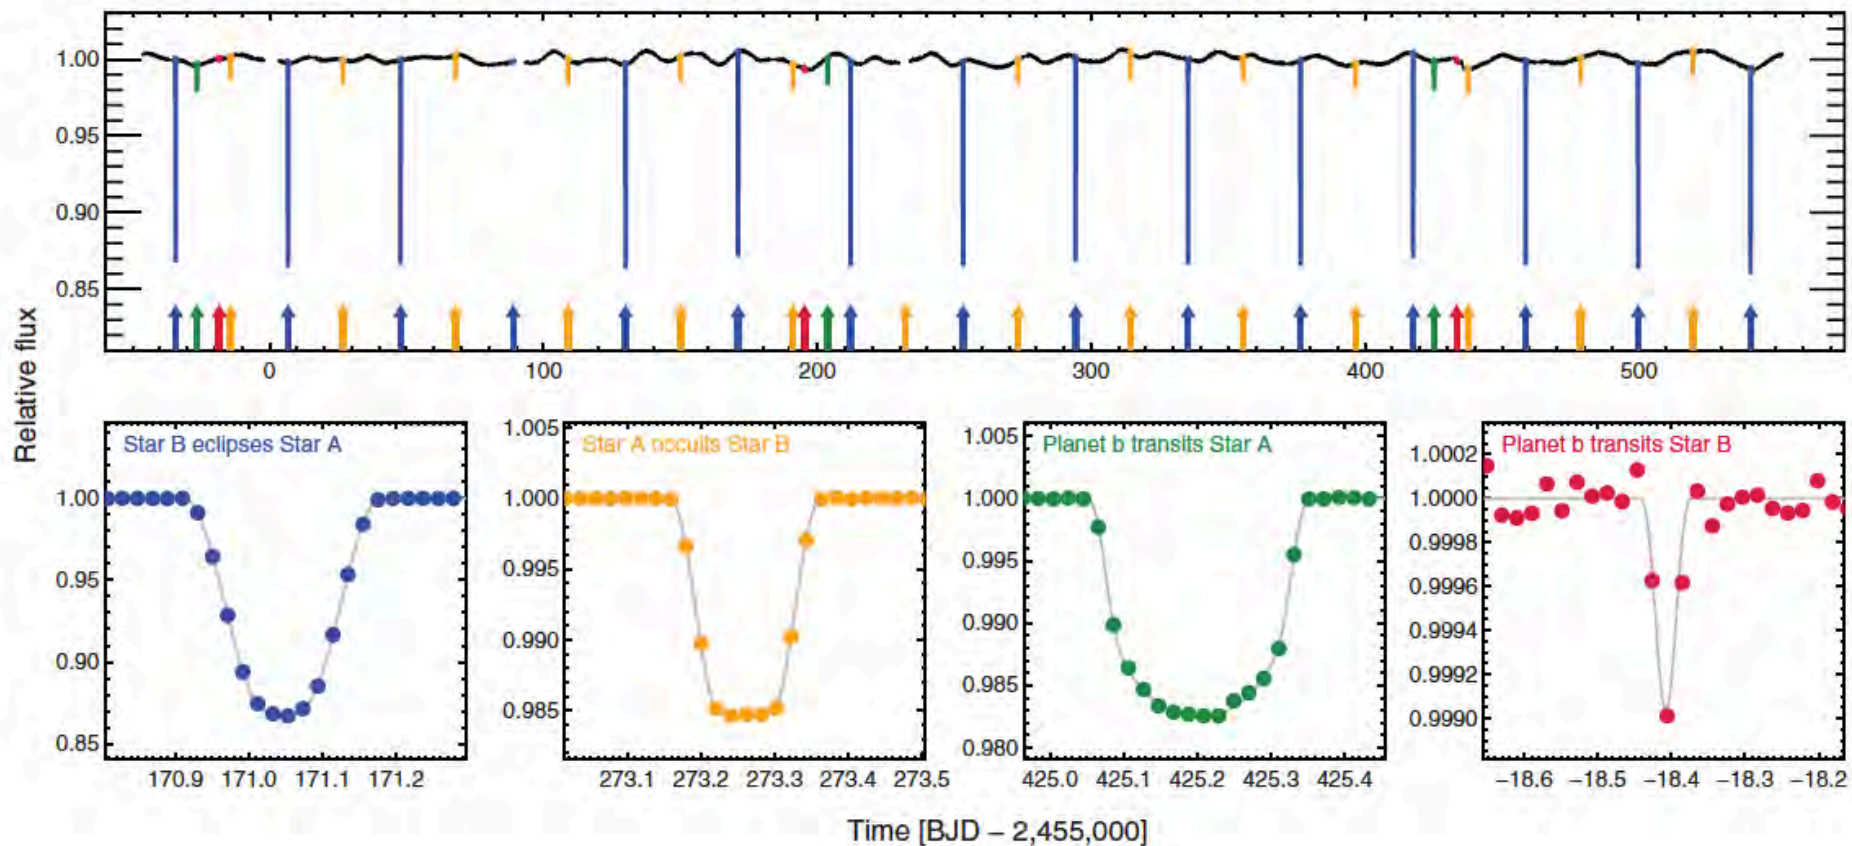 1.00
0.95
0.90
0.85
0 100 200 300 400 500
Relative flux
Star B eclipses Star A
1.00
0.95
0.90
0.85
170.9 171.0 171.1 171.2
Star A occults Star B
1.005
1.000
0.995
0.990
0.985
273.1 273.2 273.3 273.4 273.5
Planet b transits Star A
1.005
1.000
0.995
0.990
0.985
0.980
425.0 425.1 425.2 425.3 425.4
Planet b transits Star B
1.0002
1.0000
0.9998
0.9996
0.9994
0.9992
0.9990
−18.6 −18.5 −18.4 −18.3 −18.2
Time [BJD − 2,455,000]